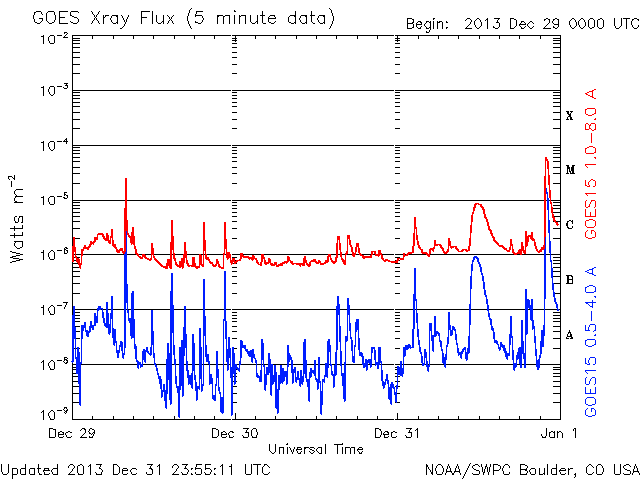 GOES Xray Flux (5 minute data)
Begin: 2013 Dec 29 0000 UTC
10-2
10-3
10-4
10-5
10-6
10-7
10-8
10-9
Watts m-2
X
M
C
B
A
GOES15 1.0-8.0 A
GOES15 0.5-4.0 A
Dec 29
Dec 30
Dec 31
Jan 1
Universal Time
Updated 2013 Dec 31 23:55:11 UTC
NOAA/SWPC Boulder, CO USA